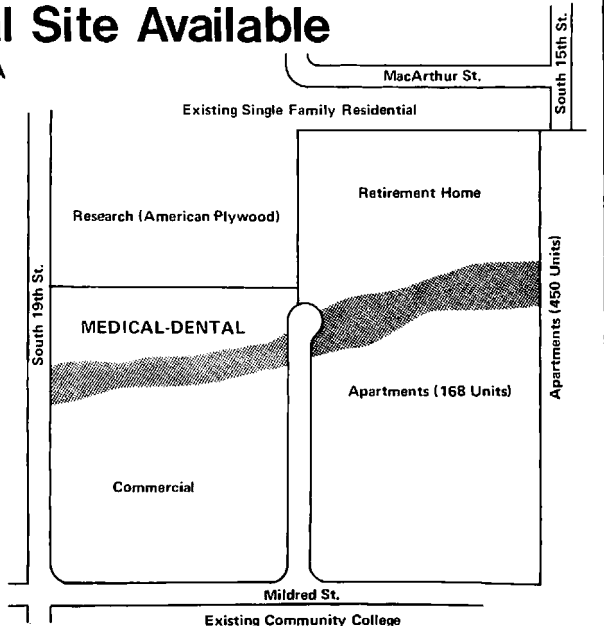 l Site Available
MacArthur St.
South 15th St.
Existing Single Family Residential
Retirement Home
Research (American Plywood)
South 19th St.
MEDICAL-DENTAL
Apartments (450 Units)
Apartments (168 Units)
Commercial
Mildred St.
Existing Community College